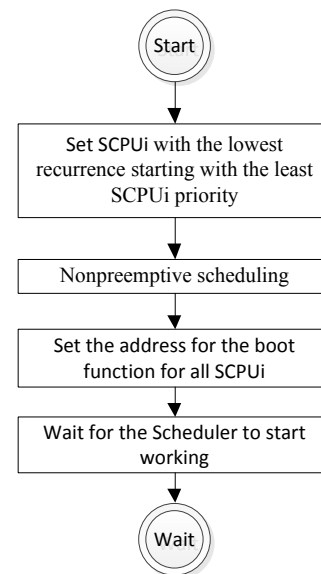 Start
Set SCPUi with the lowest
recurrence starting with the least
SCPUi priority
Nonpreemptive scheduling
Set the address for the boot
function for all SCPUi
Wait for the Scheduler to start
working
Wait